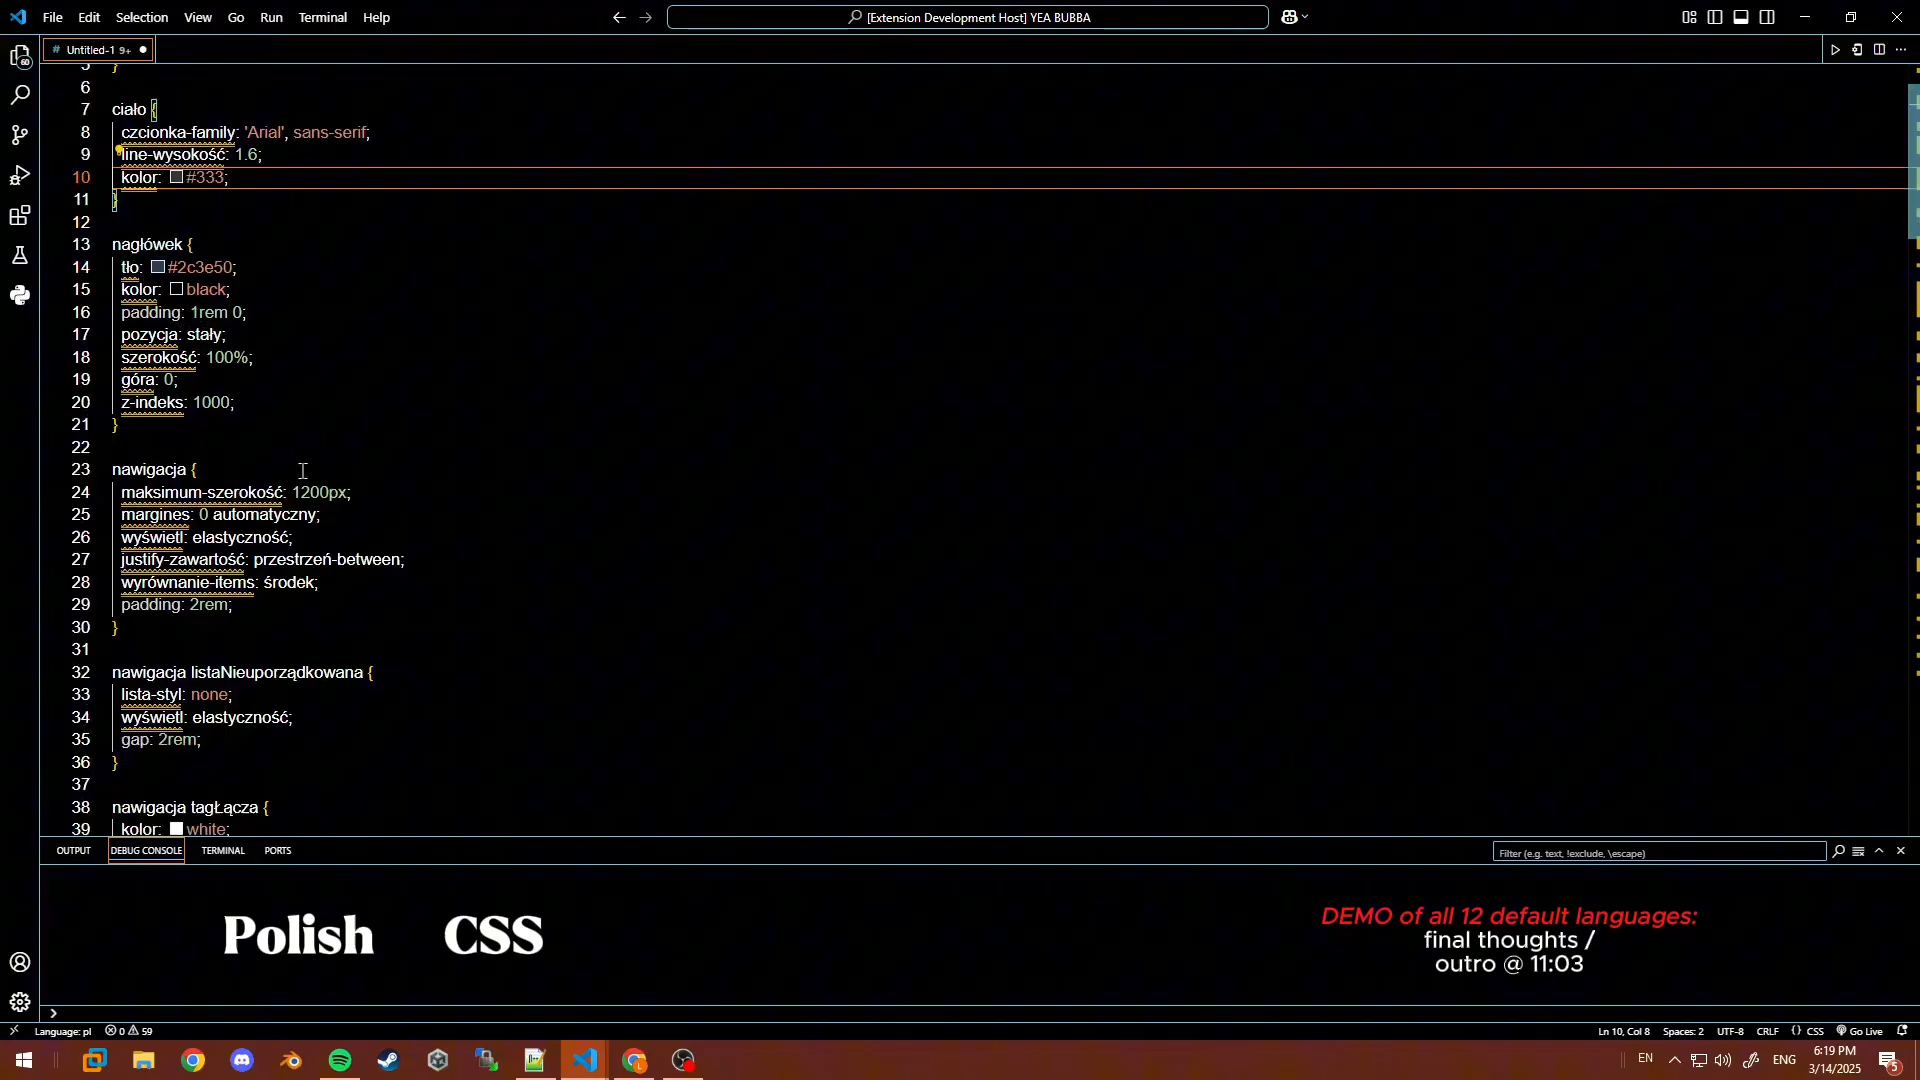 File Edit Selection View Go Run Terminal Help
[Extension Development Host] YEA BUBBA
# Untitled-1 9+
60
5 }
6
7 ciało {
8 czcionka-family: 'Arial', sans-serif;
9 line-wysokość: 1.6;
10 kolor: #333;
11 }
12
13 nagłówek {
14 tło: #2c3e50;
15 kolor: black;
16 padding: 1rem 0;
17 pozycja: stały;
18 szerokość: 100%;
19 góra: 0;
20 z-indeks: 1000;
21 }
22
23 nawigacja {
24 maksimum-szerokość: 1200px;
25 margines: 0 automatyczny;
26 wyświetl: elastyczność;
27 justify-zawartość: przestrzeń-between;
28 wyrównanie-items: środek;
29 padding: 2rem;
30 }
31
32 nawigacja listaNieuporządkowana {
33 lista-styl: none;
34 wyświetl: elastyczność;
35 gap: 2rem;
36 }
37
38 nawigacja tagŁącza {
39 kolor: white;
OUTPUT DEBUG CONSOLE TERMINAL PORTS
Filter (e.g. text, !exclude, \escape)
Polish CSS
DEMO of all 12 default languages:
final thoughts /
outro @ 11:03
Language: pl 0 59
Ln 10, Col 8 Spaces: 2 UTF-8 CRLF {} CSS Go Live
EN ENG 6:19 PM
3/14/2025
5